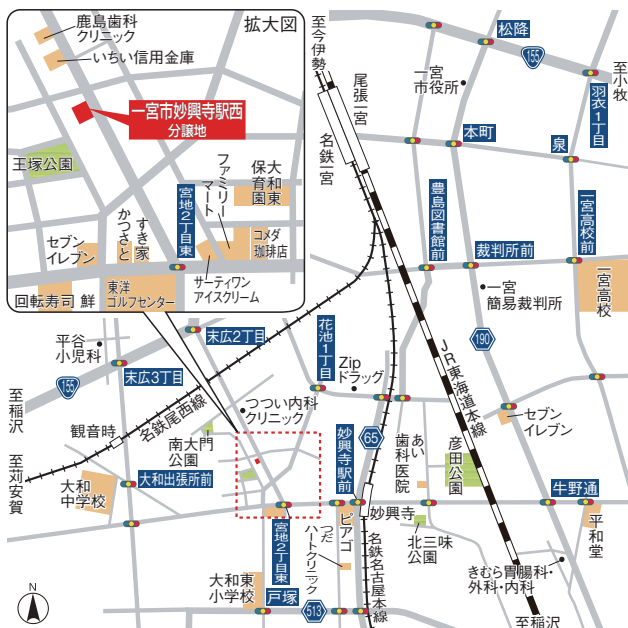 鹿島歯科
クリニック
いちい信用金庫
拡大図
一宮市妙興寺駅西
分譲地
王塚公園
ファミリー
マート
大和東
保育園
宮地2丁目東
すき家
かつさと
セブン
イレブン
コメダ
珈琲店
東洋
ゴルフセンター
サーティワン
アイスクリーム
回転寿司 鮮
至今伊勢
尾張一宮
名鉄一宮
松降
155
至小牧
一宮
市役所
羽衣1丁目
本町
泉
豊島図書館前
裁判所前
一宮高校前
一宮
簡易裁判所
一宮高校
190
JR東海道本線
平谷
小児科
末広2丁目
花池1丁目
Zip
ドラッグ
末広3丁目
155
至稲沢
名鉄尾西線
つつい内科
クリニック
観音時
南大門
公園
妙興寺駅前
65
あい
歯科医院
彦田公園
セブン
イレブン
至苅安賀
大和
中学校
大和出張所前
牛野通
宮地2丁目東
つだ
ハートクリニック
ピアゴ
妙興寺
北三味
公園
平和堂
名鉄名古屋本線
きむら胃腸科・
外科・内科
大和東
小学校
戸塚
513
至稲沢
N